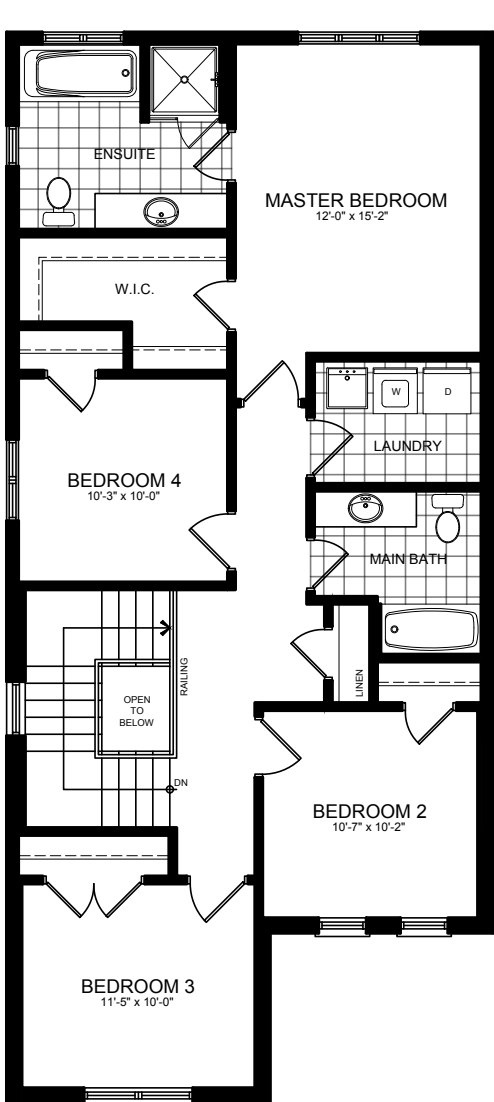 ENSUITE
MASTER BEDROOM
12'-0" x 15'-2"
W.I.C.
W
D
LAUNDRY
BEDROOM 4
10'-3" x 10'-0"
MAIN BATH
LINEN
RAILING
OPEN
TO
BELOW
DN
BEDROOM 2
10'-7" x 10'-2"
BEDROOM 3
11'-5" x 10'-0"